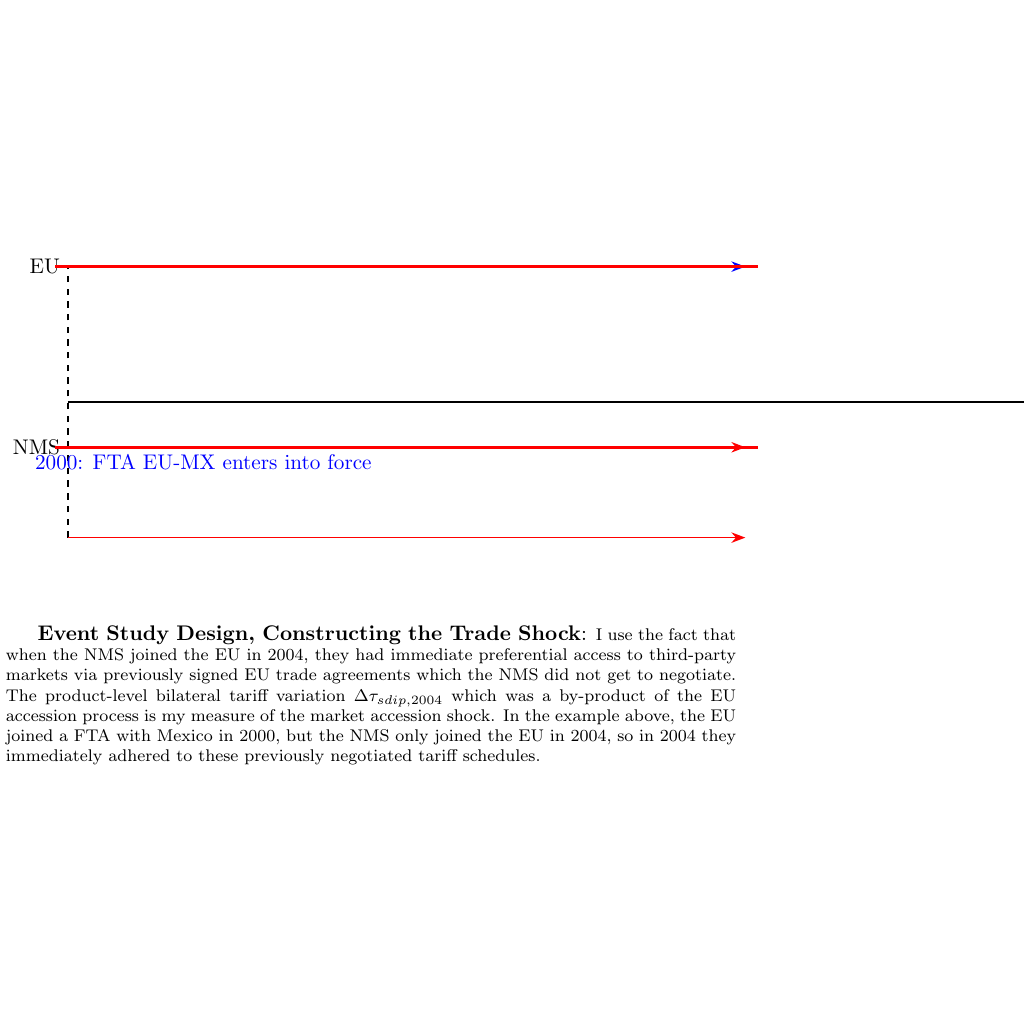 EU
NMS
2000: FTA EU-MX enters into force
Event Study Design, Constructing the Trade Shock: I use the fact that
when the NMS joined the EU in 2004, they had immediate preferential access to third-party
markets via previously signed EU trade agreements which the NMS did not get to negotiate.
The product-level bilateral tariff variation Δτ_{sdip,2004} which was a by-product of the EU
accession process is my measure of the market accession shock. In the example above, the EU
joined a FTA with Mexico in 2000, but the NMS only joined the EU in 2004, so in 2004 they
immediately adhered to these previously negotiated tariff schedules.